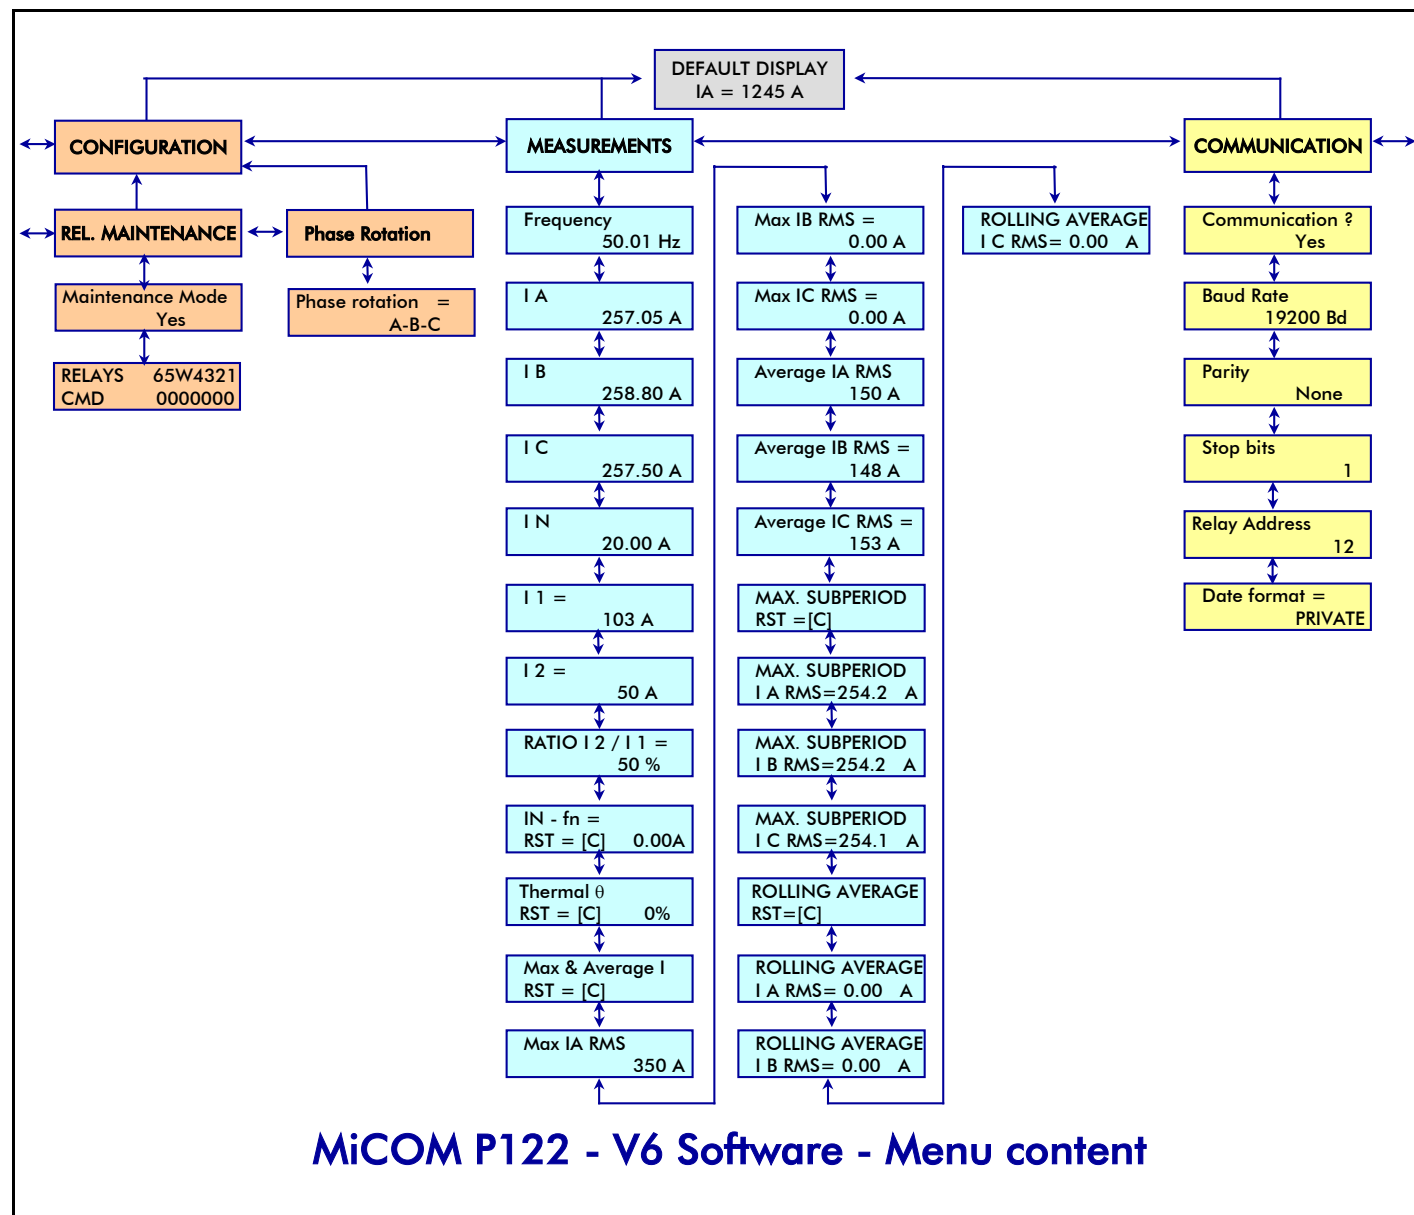 DEFAULT DISPLAY
IA = 1245 A
CONFIGURATION
REL. MAINTENANCE
Maintenance Mode
Yes
RELAYS 65W4321
CMD 0000000
Phase Rotation
Phase rotation =
A-B-C
MEASUREMENTS
Frequency
50.01 Hz
I A
257.05 A
I B
258.80 A
I C
257.50 A
I N
20.00 A
I 1 =
103 A
I 2 =
50 A
RATIO I 2 / I 1 =
50 %
IN - fn =
RST = [C] 0.00A
Thermal θ
RST = [C] 0%
Max & Average I
RST = [C]
Max IA RMS
350 A
Max IB RMS =
0.00 A
Max IC RMS =
0.00 A
Average IA RMS
150 A
Average IB RMS =
148 A
Average IC RMS =
153 A
MAX. SUBPERIOD
RST =[C]
MAX. SUBPERIOD
I A RMS=254.2 A
MAX. SUBPERIOD
I B RMS=254.2 A
MAX. SUBPERIOD
I C RMS=254.1 A
ROLLING AVERAGE
RST=[C]
ROLLING AVERAGE
I A RMS= 0.00 A
ROLLING AVERAGE
I B RMS= 0.00 A
ROLLING AVERAGE
I C RMS= 0.00 A
COMMUNICATION
Communication ?
Yes
Baud Rate
19200 Bd
Parity
None
Stop bits
1
Relay Address
12
Date format =
PRIVATE
MiCOM P122 - V6 Software - Menu content